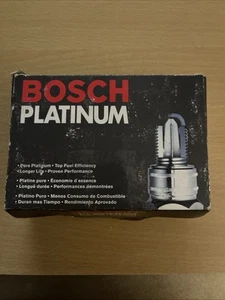 BOSCH
PLATINUM
• Pure Platinum • Top Fuel Efficiency
• Longer Life • Proven Performance
• Platine pure • Economie d'essence
• Longue durée • Performances démontrées
• Platino Puro • Menos Consumo de Combustible
• Duran mas Tiempo • Rendimiento Aprovado